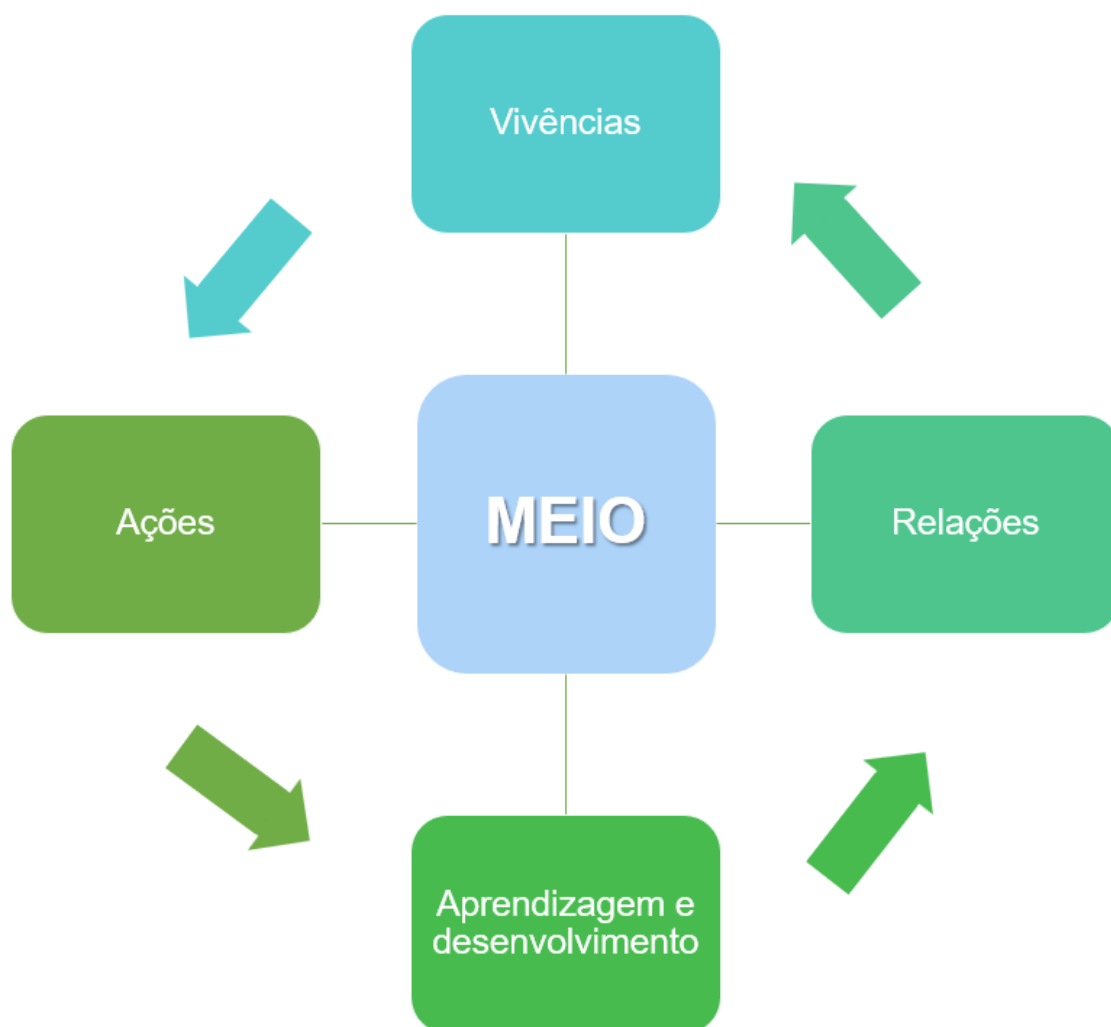 Vivências
Ações
MEIO
Relações
Aprendizagem e
desenvolvimento